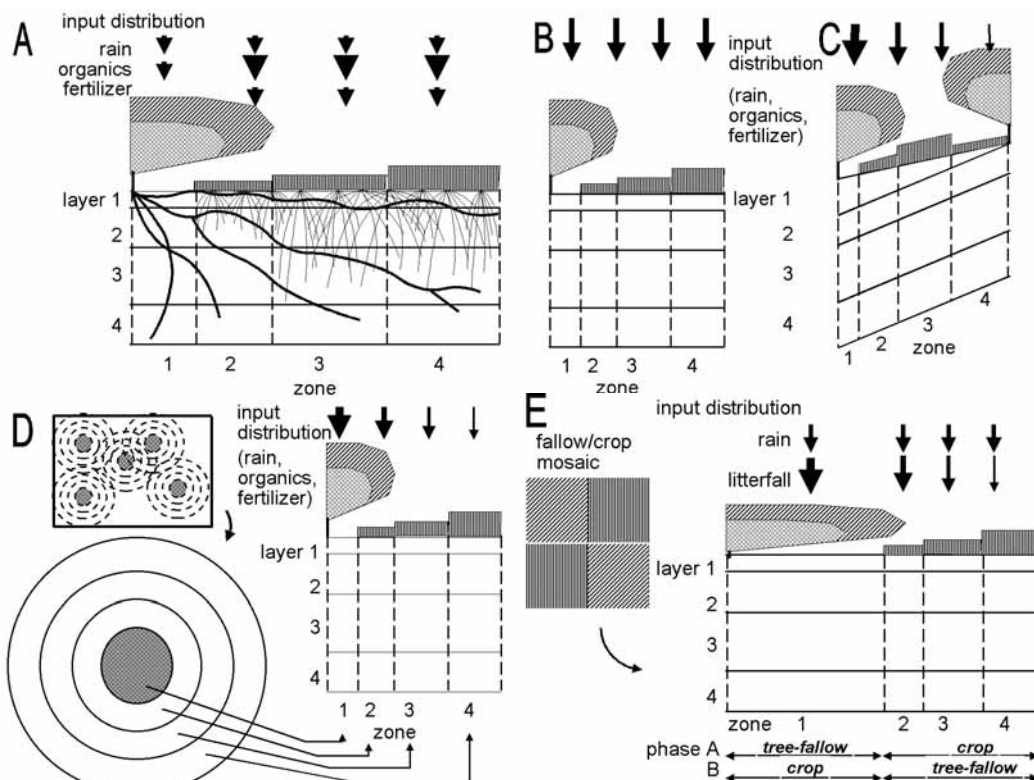 A
input distribution
rain
organics
fertilizer
layer 1
2
3
4
1 2 3 4
zone
B
input
distribution
(rain,
organics,
fertilizer)
layer 1
2
3
4
1 2 3 4
zone
C
1 2 3 4
zone
D
input
distribution
(rain,
organics,
fertilizer)
layer 1
2
3
4
1 2 3 4
zone
E
input distribution
fallow/crop
mosaic
rain
litterfall
layer 1
2
3
4
zone 1 2 3 4
phase A tree-fallow crop
B crop tree-fallow